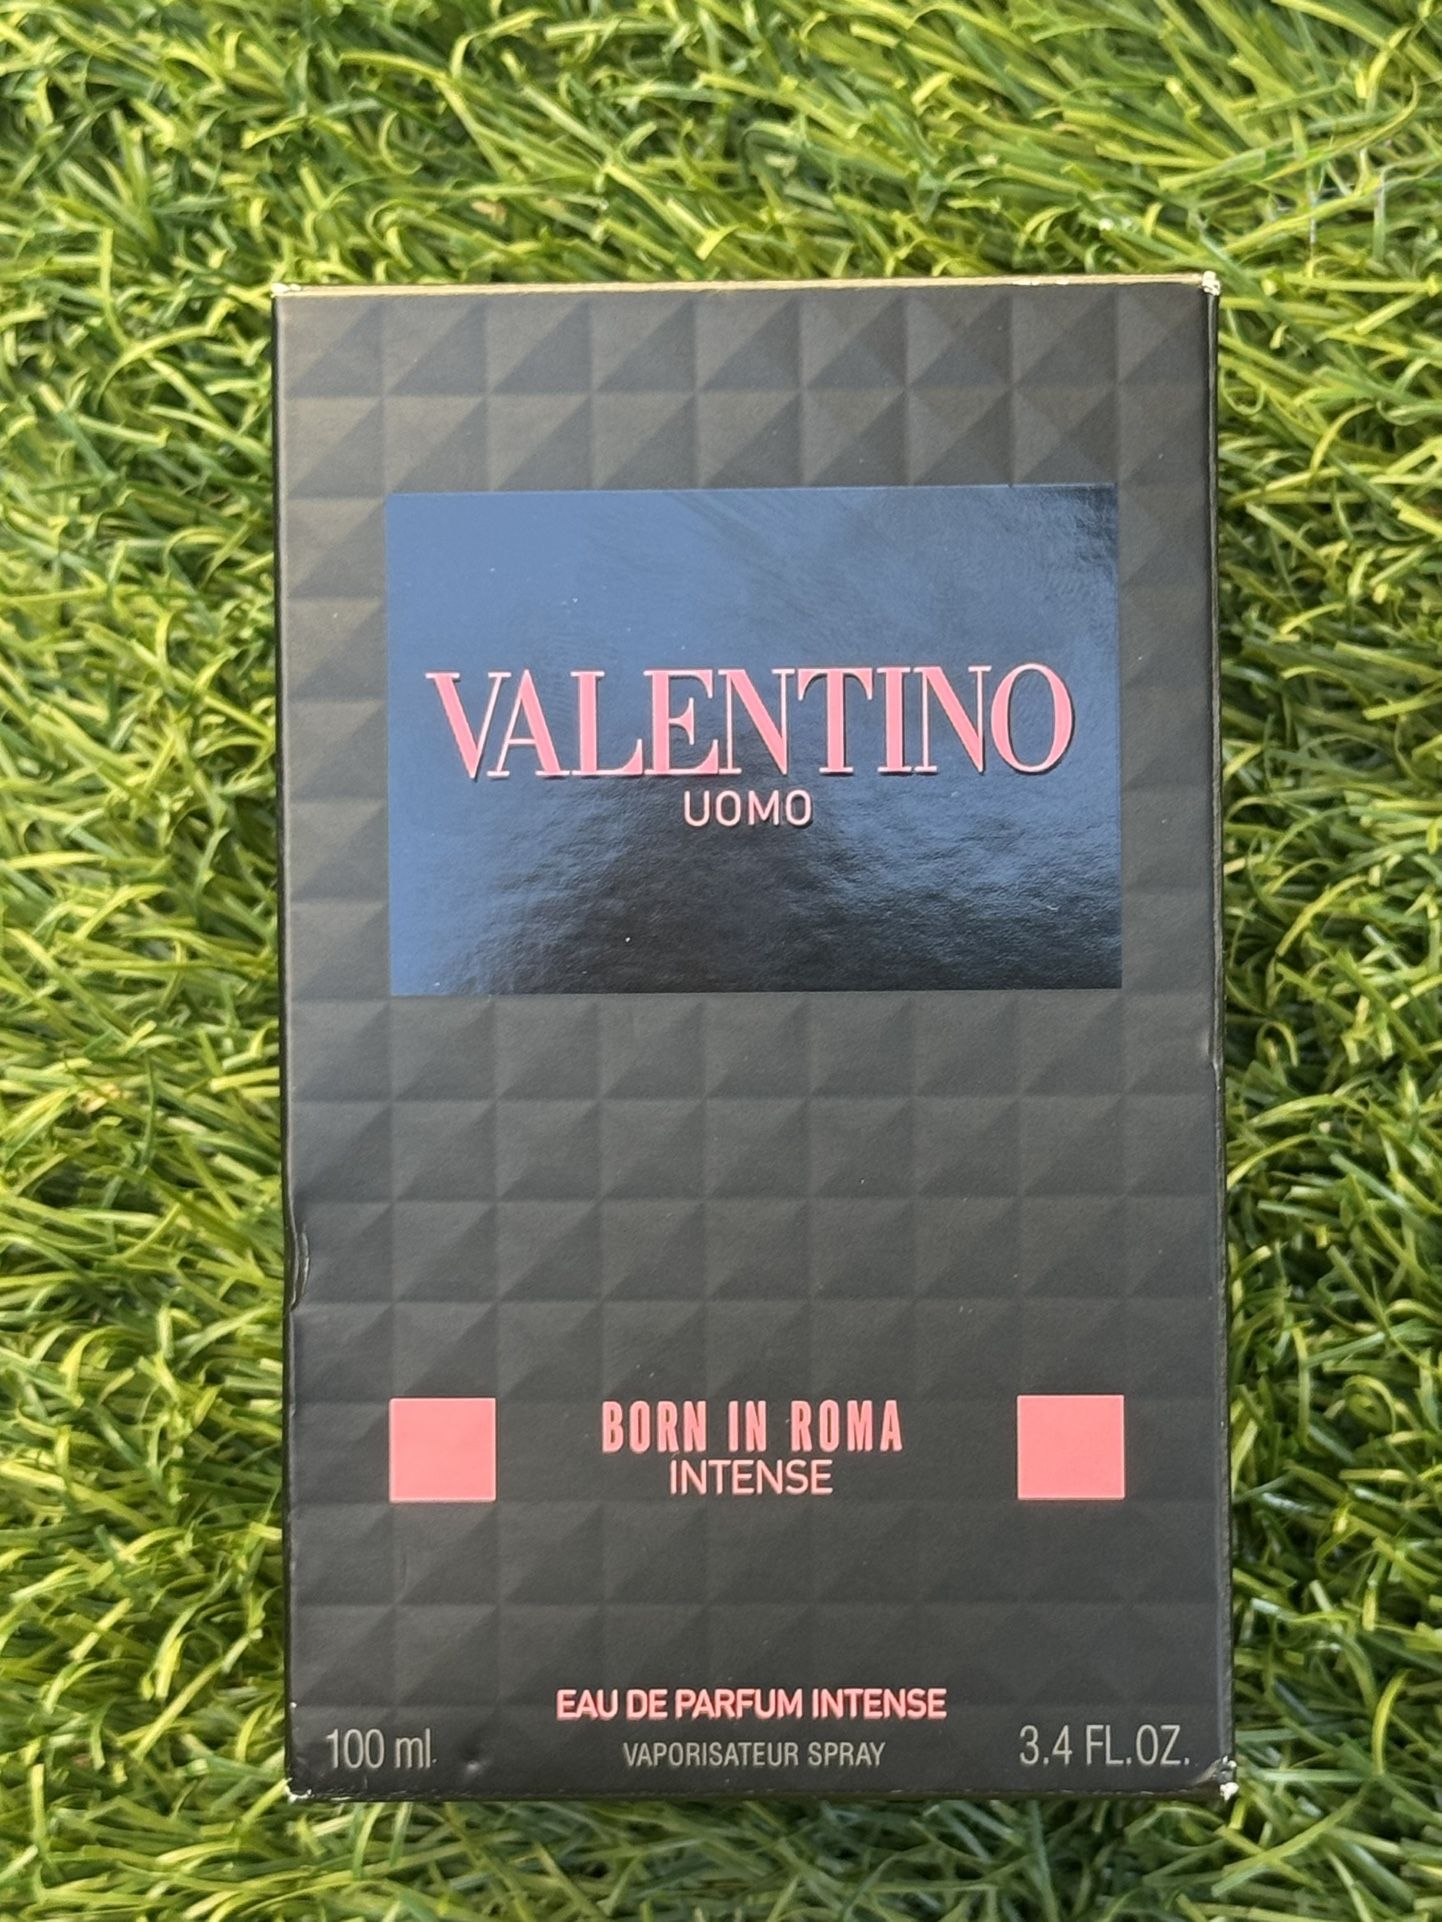 VALENTINO
UOMO
BORN IN ROMA
INTENSE
EAU DE PARFUM INTENSE
100 ml VAPORISATEUR SPRAY 3.4 FL.OZ.